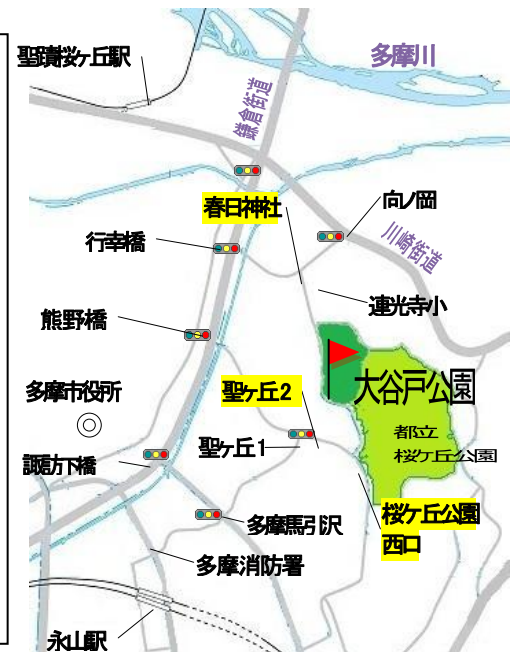 聖蹟桜ケ丘駅
多摩川
鎌倉街道
春日神社
向ノ岡
行幸橋
川崎街道
連光寺小
熊野橋
大谷戸公園
多摩市役所
聖ヶ丘2
都立
桜ケ丘公園
聖ヶ丘1
諏訪下橋
桜ケ丘公園
西口
多摩馬引沢
多摩消防署
永山駅